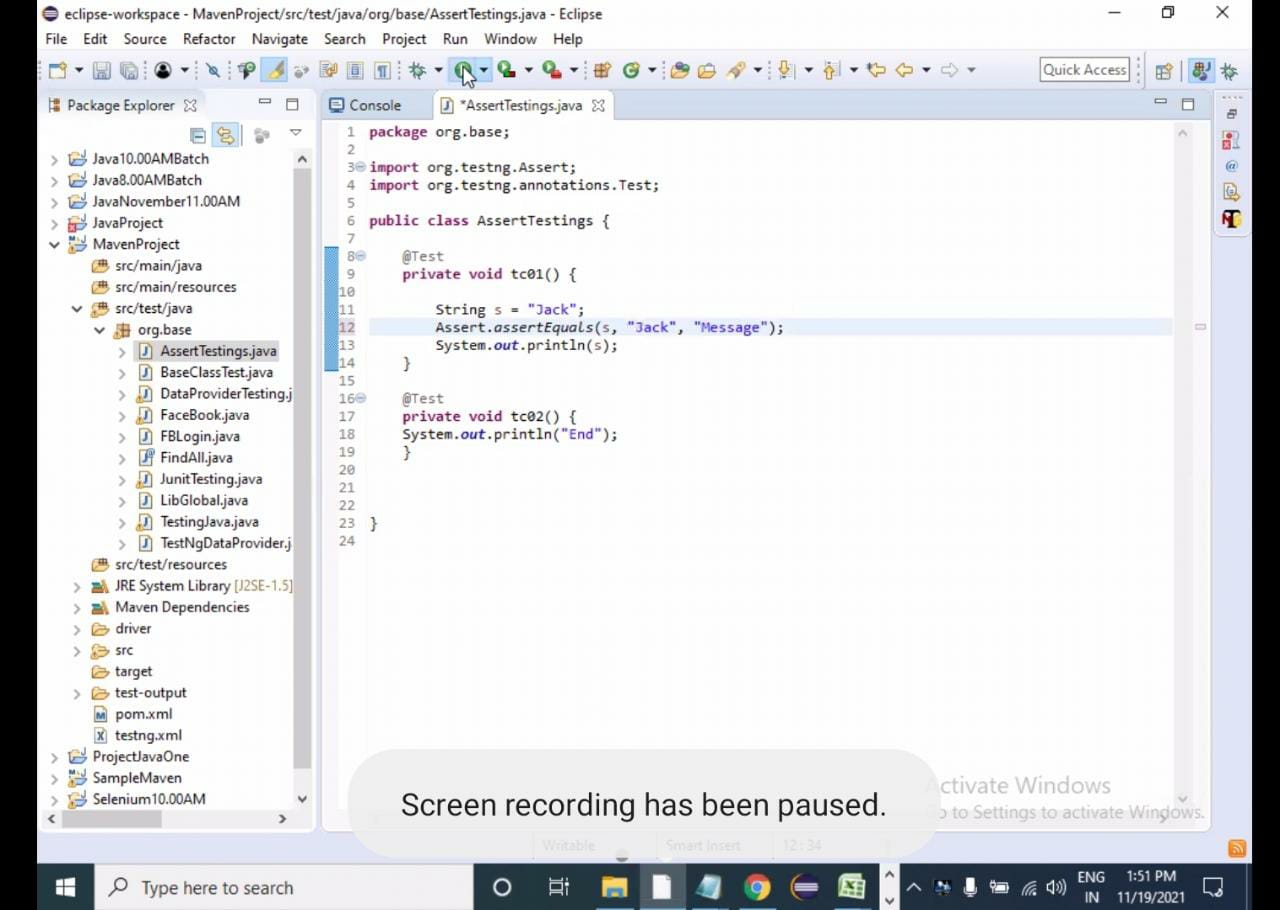 eclipse-workspace - MavenProject/src/test/java/org/base/AssertTestings.java - Eclipse
File Edit Source Refactor Navigate Search Project Run Window Help
Quick Access
Package Explorer
Console
*AssertTestings.java
Java10.00AMBatch
Java8.00AMBatch
JavaNovember11.00AM
JavaProject
MavenProject
src/main/java
src/main/resources
src/test/java
org.base
AssertTestings.java
BaseClassTest.java
DataProviderTesting.j
FaceBook.java
FBLogin.java
FindAll.java
JunitTesting.java
LibGlobal.java
TestingJava.java
TestNgDataProvider.j
src/test/resources
JRE System Library [J2SE-1.5]
Maven Dependencies
driver
src
target
test-output
pom.xml
testng.xml
ProjectJavaOne
SampleMaven
Selenium10.00AM
1 package org.base;
2
3 import org.testng.Assert;
4 import org.testng.annotations.Test;
5
6 public class AssertTestings {
7
8 @Test
9 private void tc01() {
10
11 String s = "Jack";
12 Assert.assertEquals(s, "Jack", "Message");
13 System.out.println(s);
14 }
15
16 @Test
17 private void tc02() {
18 System.out.println("End");
19 }
20
21
22
23 }
24
Screen recording has been paused.
Activate Windows
to Settings to activate Windows.
Writable Smart Insert 12:34
Type here to search
ENG
IN
1:51 PM
11/19/2021